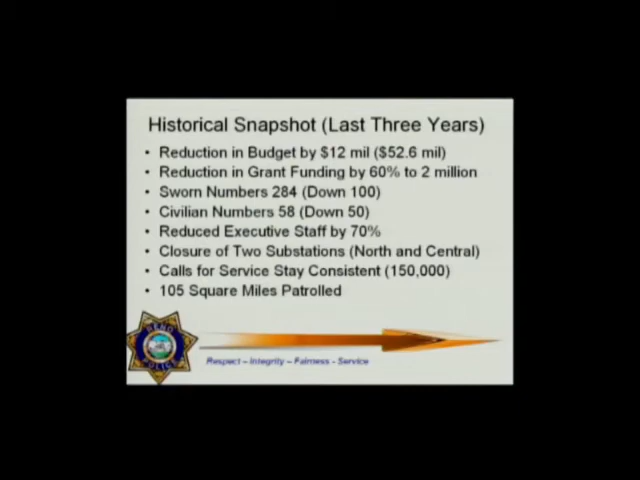 Historical Snapshot (Last Three Years)
• Reduction in Budget by $12 mil ($52.6 mil)
• Reduction in Grant Funding by 60% to 2 million
• Sworn Numbers 284 (Down 100)
• Civilian Numbers 58 (Down 50)
• Reduced Executive Staff by 70%
• Closure of Two Substations (North and Central)
• Calls for Service Stay Consistent (150,000)
• 105 Square Miles Patrolled
RENO
POLICE
Respect – Integrity – Fairness - Service